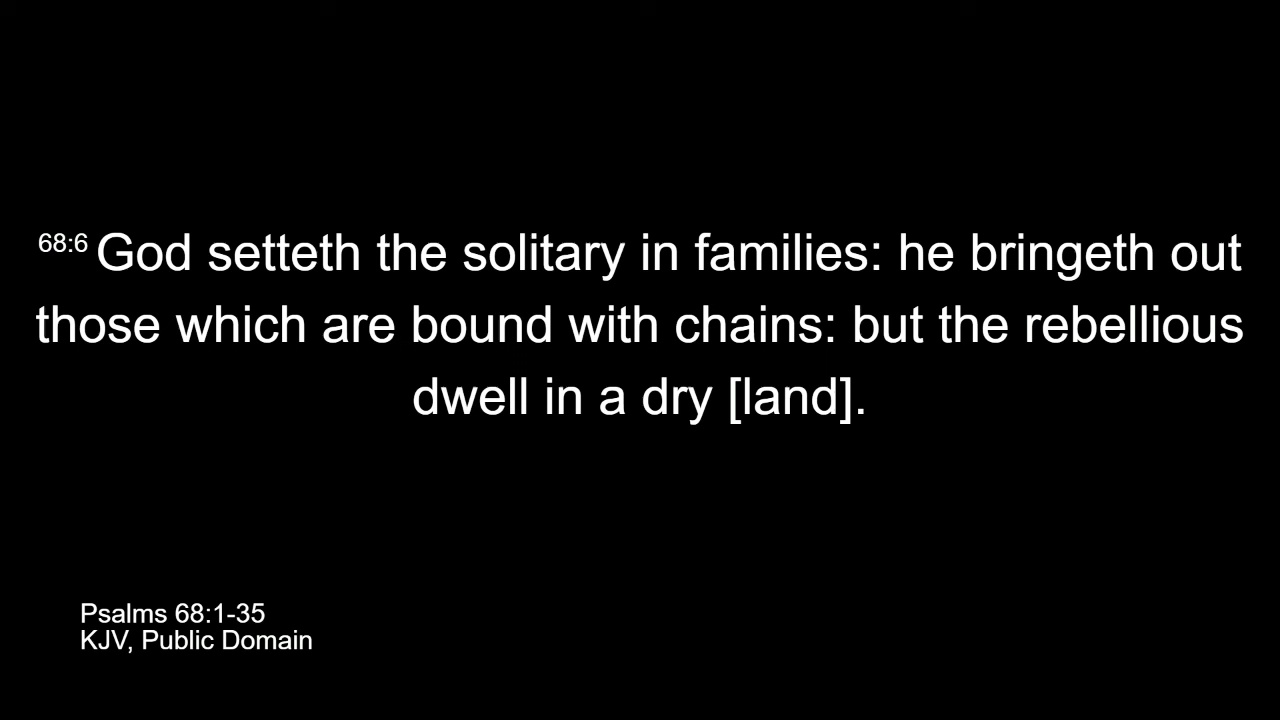 68:6 God setteth the solitary in families: he bringeth out
those which are bound with chains: but the rebellious
dwell in a dry [land].
Psalms 68:1-35
KJV, Public Domain